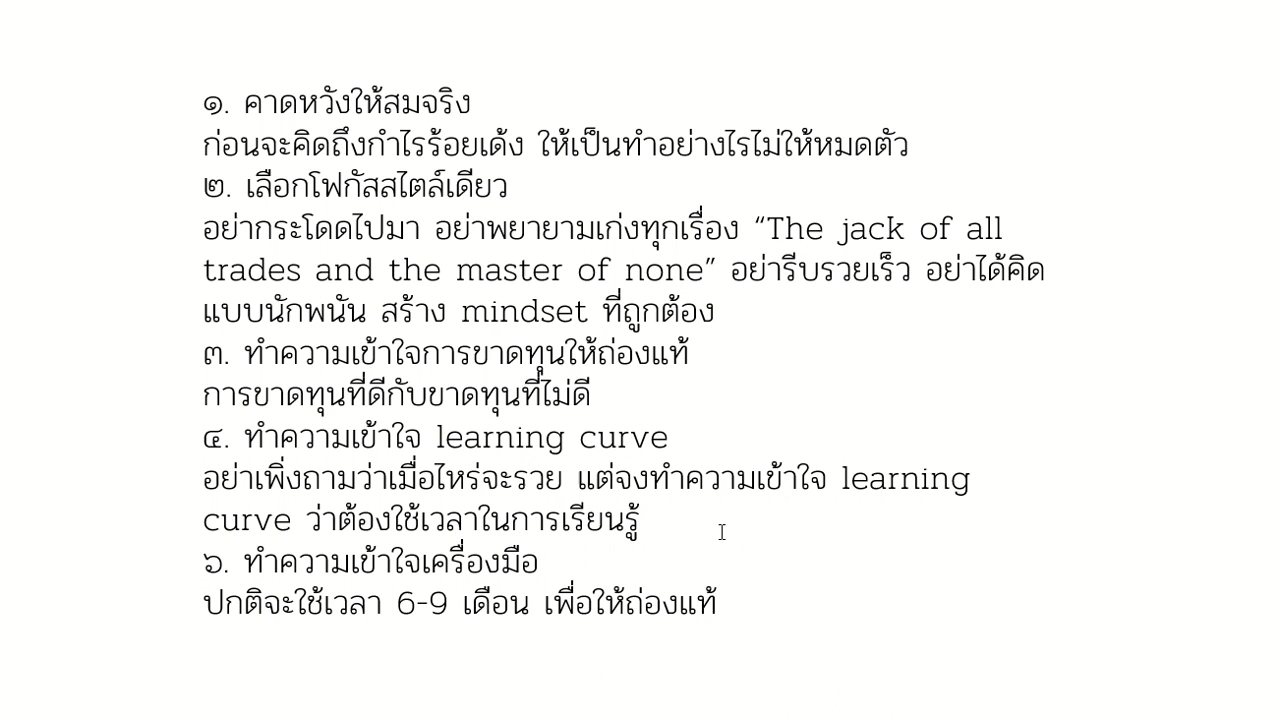 ๑. คาดหวังให้สมจริง
ก่อนจะคิดถึงกำไรร้อยเด้ง ให้เป็นทำอย่างไรไม่ให้หมดตัว
๒. เลือกโฟกัสสไตล์เดียว
อย่ากระโดดไปมา อย่าพยายามเก่งทุกเรื่อง “The jack of all
trades and the master of none” อย่ารีบรวยเร็ว อย่าได้คิด
แบบนักพนัน สร้าง mindset ที่ถูกต้อง
๓. ทำความเข้าใจการขาดทุนให้ถ่องแท้
การขาดทุนที่ดีกับขาดทุนที่ไม่ดี
๔. ทำความเข้าใจ learning curve
อย่าเพิ่งถามว่าเมื่อไหร่จะรวย แต่จงทำความเข้าใจ learning
curve ว่าต้องใช้เวลาในการเรียนรู้
๖. ทำความเข้าใจเครื่องมือ
ปกติจะใช้เวลา 6-9 เดือน เพื่อให้ถ่องแท้